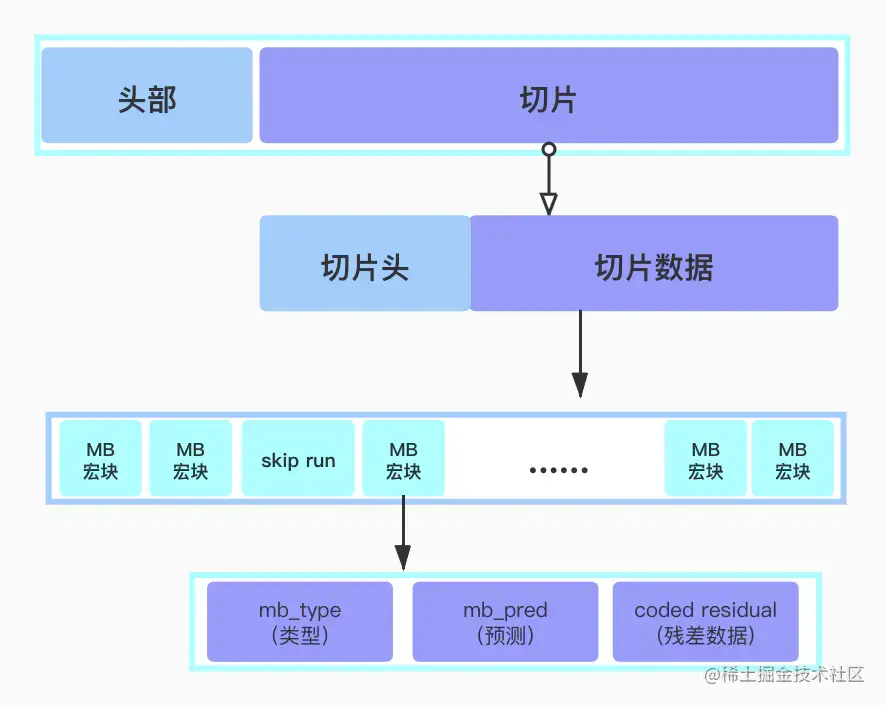 头部
切片
切片头
切片数据
MB
宏块
MB
宏块
skip run
MB
宏块
......
MB
宏块
MB
宏块
mb_type
（类型）
mb_pred
（预测）
coded residual
（残差数据）
@稀土掘金技术社区